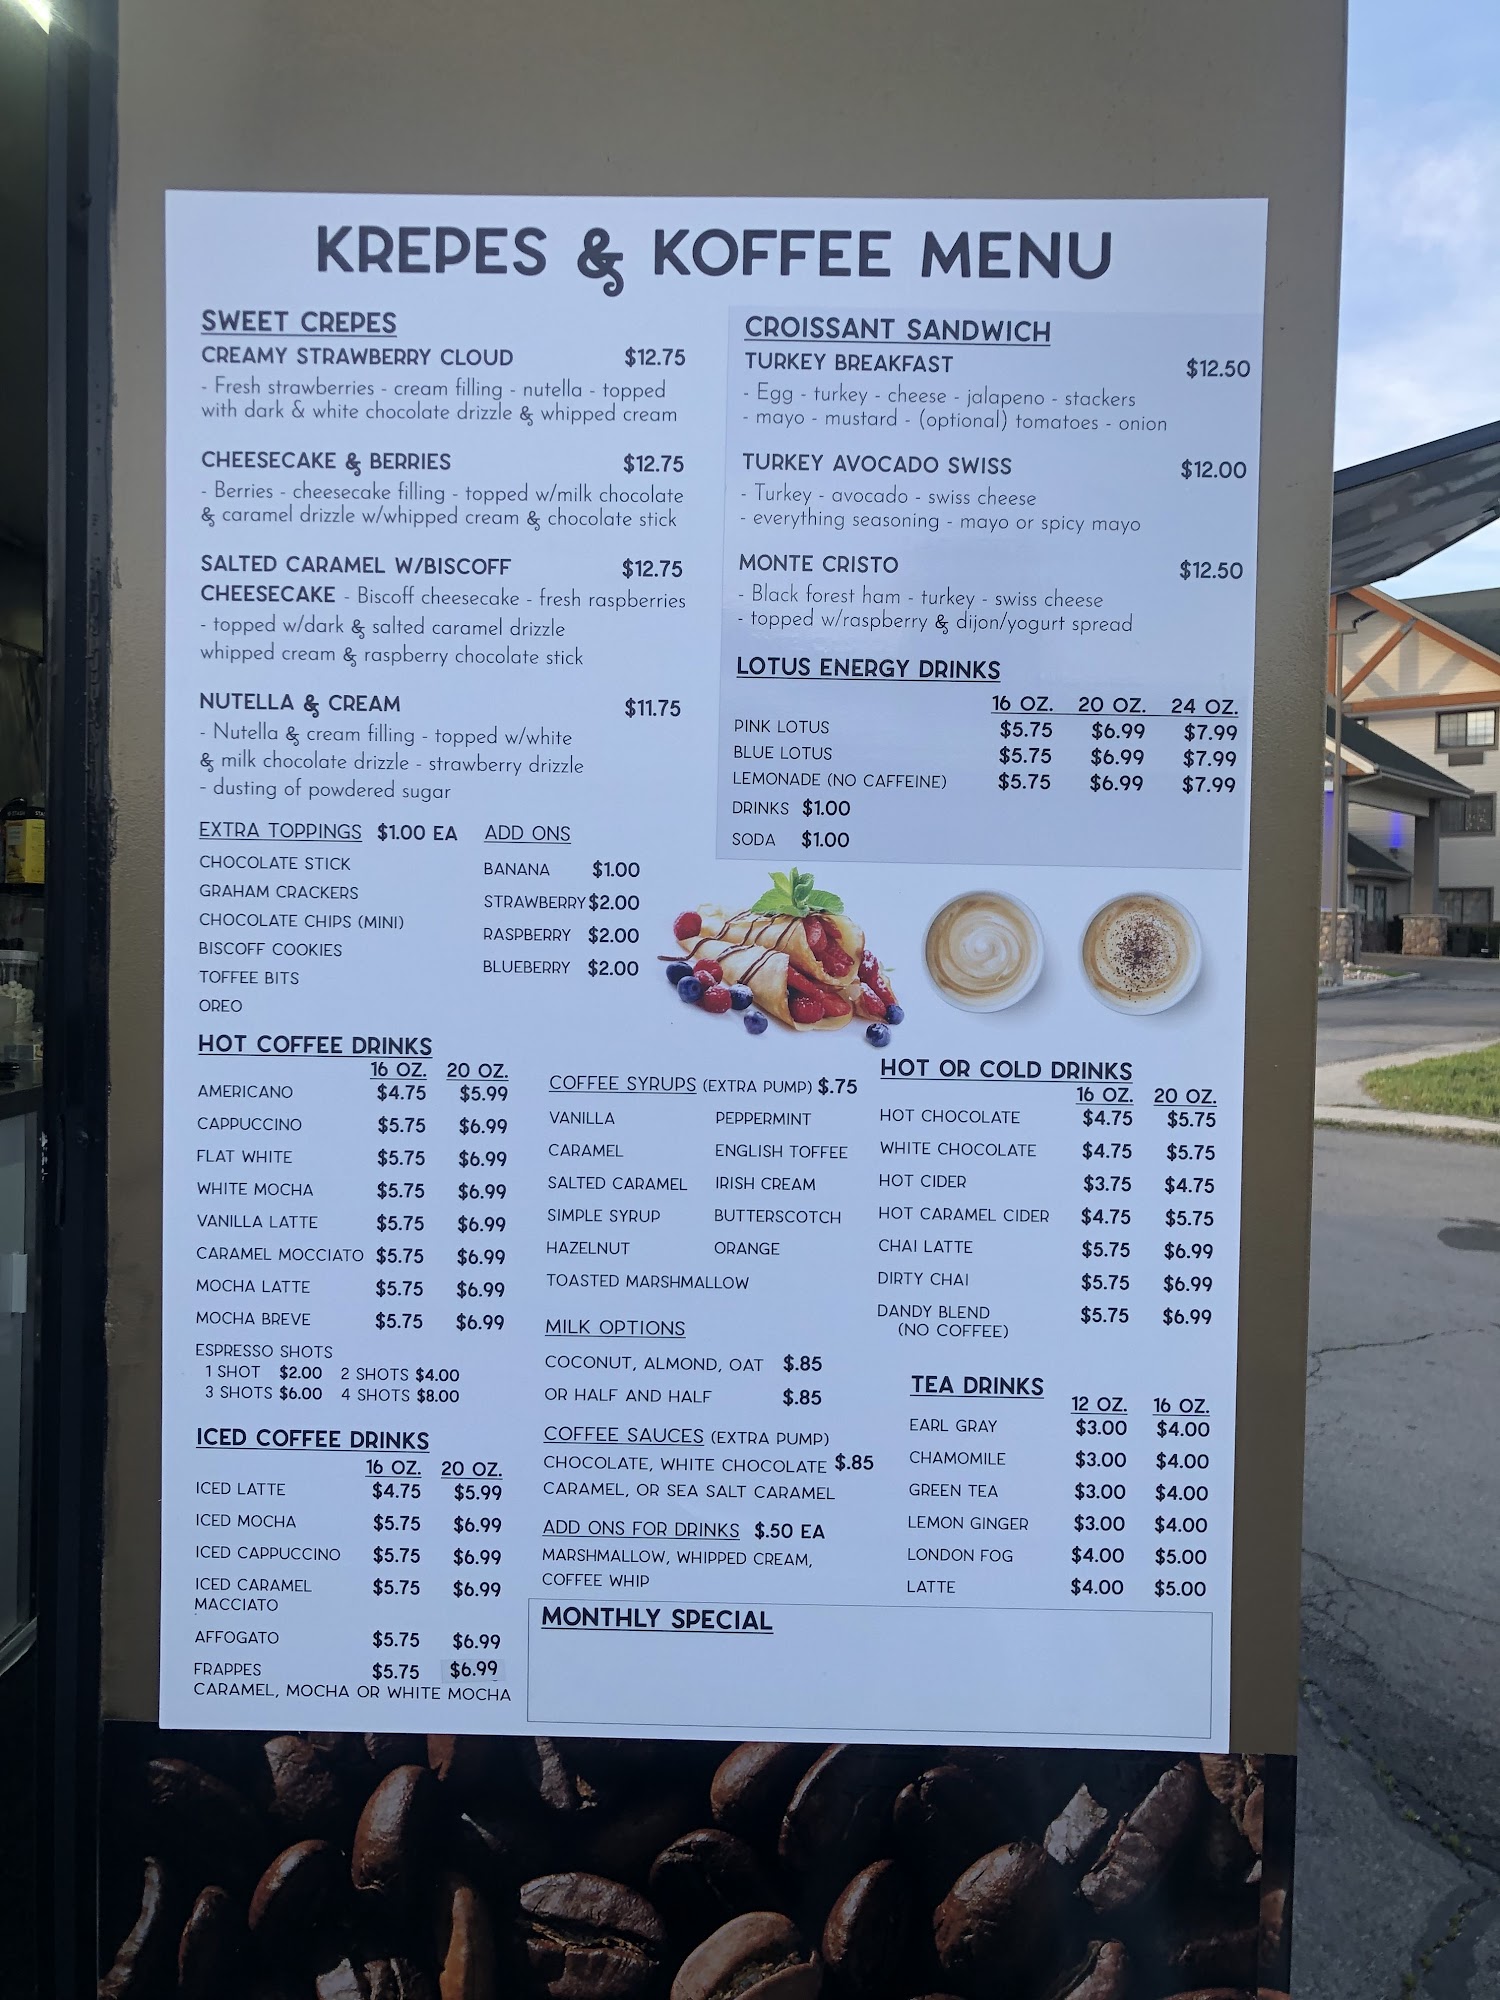 KREPES & KOFFEE MENU
SWEET CREPES
CREAMY STRAWBERRY CLOUD $12.75
- Fresh strawberries - cream filling - nutella - topped
with dark & white chocolate drizzle & whipped cream
CHEESECAKE & BERRIES $12.75
- Berries - cheesecake filling - topped w/milk chocolate
& caramel drizzle w/whipped cream & chocolate stick
SALTED CARAMEL W/BISCOFF $12.75
CHEESECAKE - Biscoff cheesecake - fresh raspberries
- topped w/dark & salted caramel drizzle
whipped cream & raspberry chocolate stick
NUTELLA & CREAM $11.75
- Nutella & cream filling - topped w/white
& milk chocolate drizzle - strawberry drizzle
- dusting of powdered sugar
EXTRA TOPPINGS $1.00 EA
CHOCOLATE STICK
GRAHAM CRACKERS
CHOCOLATE CHIPS (MINI)
BISCOFF COOKIES
TOFFEE BITS
OREO
ADD ONS
BANANA $1.00
STRAWBERRY $2.00
RASPBERRY $2.00
BLUEBERRY $2.00
CROISSANT SANDWICH
TURKEY BREAKFAST $12.50
- Egg - turkey - cheese - jalapeno - stackers
- mayo - mustard - (optional) tomatoes - onion
TURKEY AVOCADO SWISS $12.00
- Turkey - avocado - swiss cheese
- everything seasoning - mayo or spicy mayo
MONTE CRISTO $12.50
- Black forest ham - turkey - swiss cheese
- topped w/raspberry & dijon/yogurt spread
LOTUS ENERGY DRINKS
16 OZ. 20 OZ. 24 OZ.
PINK LOTUS $5.75 $6.99 $7.99
BLUE LOTUS $5.75 $6.99 $7.99
LEMONADE (NO CAFFEINE) $5.75 $6.99 $7.99
DRINKS $1.00
SODA $1.00
HOT COFFEE DRINKS
16 OZ. 20 OZ.
AMERICANO $4.75 $5.99
CAPPUCCINO $5.75 $6.99
FLAT WHITE $5.75 $6.99
WHITE MOCHA $5.75 $6.99
VANILLA LATTE $5.75 $6.99
CARAMEL MOCCIATO $5.75 $6.99
MOCHA LATTE $5.75 $6.99
MOCHA BREVE $5.75 $6.99
ESPRESSO SHOTS
1 SHOT $2.00 2 SHOTS $4.00
3 SHOTS $6.00 4 SHOTS $8.00
ICED COFFEE DRINKS
16 OZ. 20 OZ.
ICED LATTE $4.75 $5.99
ICED MOCHA $5.75 $6.99
ICED CAPPUCCINO $5.75 $6.99
ICED CARAMEL $5.75 $6.99
MACCIATO
AFFOGATO $5.75 $6.99
FRAPPES $5.75 $6.99
CARAMEL, MOCHA OR WHITE MOCHA
COFFEE SYRUPS (EXTRA PUMP) $.75
VANILLA PEPPERMINT
CARAMEL ENGLISH TOFFEE
SALTED CARAMEL IRISH CREAM
SIMPLE SYRUP BUTTERSCOTCH
HAZELNUT ORANGE
TOASTED MARSHMALLOW
MILK OPTIONS
COCONUT, ALMOND, OAT $.85
OR HALF AND HALF $.85
COFFEE SAUCES (EXTRA PUMP)
CHOCOLATE, WHITE CHOCOLATE $.85
CARAMEL, OR SEA SALT CARAMEL
ADD ONS FOR DRINKS $.50 EA
MARSHMALLOW, WHIPPED CREAM,
COFFEE WHIP
HOT OR COLD DRINKS
16 OZ. 20 OZ.
HOT CHOCOLATE $4.75 $5.75
WHITE CHOCOLATE $4.75 $5.75
HOT CIDER $3.75 $4.75
HOT CARAMEL CIDER $4.75 $5.75
CHAI LATTE $5.75 $6.99
DIRTY CHAI $5.75 $6.99
DANDY BLEND $5.75 $6.99
(NO COFFEE)
TEA DRINKS
12 OZ. 16 OZ.
EARL GRAY $3.00 $4.00
CHAMOMILE $3.00 $4.00
GREEN TEA $3.00 $4.00
LEMON GINGER $3.00 $4.00
LONDON FOG $4.00 $5.00
LATTE $4.00 $5.00
MONTHLY SPECIAL